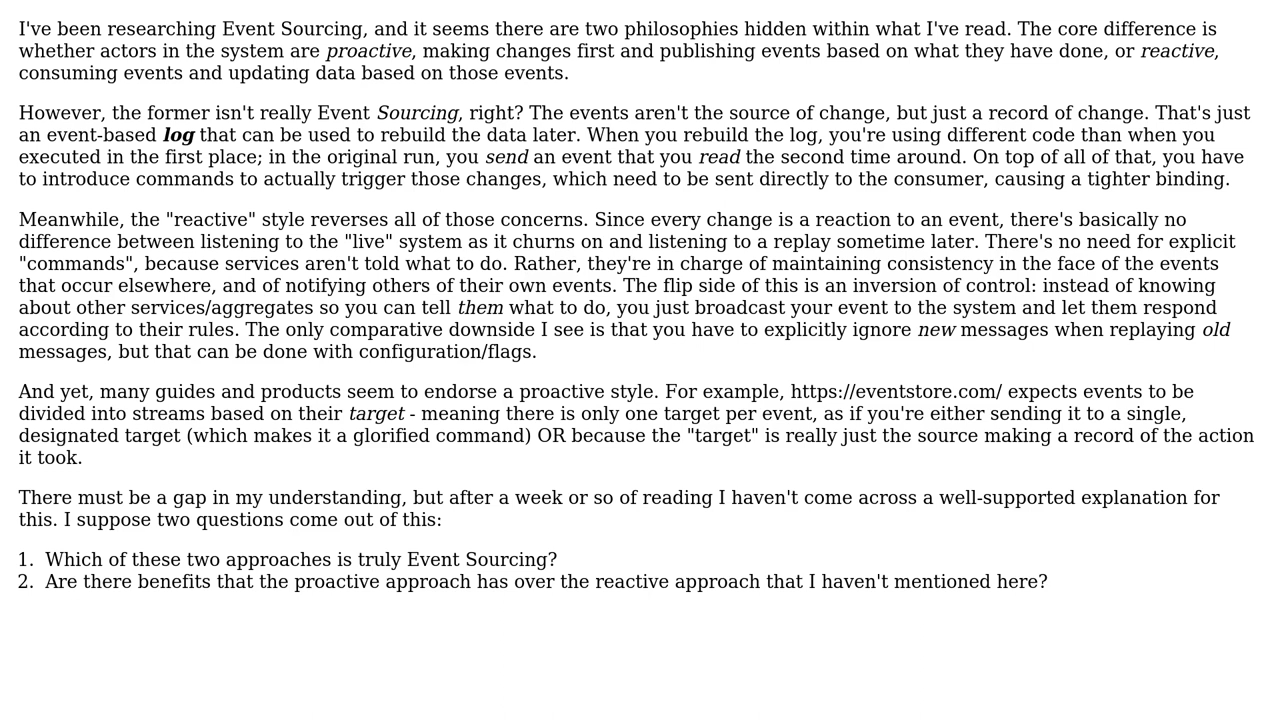 I've been researching Event Sourcing, and it seems there are two philosophies hidden within what I've read. The core difference is
whether actors in the system are proactive, making changes first and publishing events based on what they have done, or reactive,
consuming events and updating data based on those events.
However, the former isn't really Event Sourcing, right? The events aren't the source of change, but just a record of change. That's just
an event-based log that can be used to rebuild the data later. When you rebuild the log, you're using different code than when you
executed in the first place; in the original run, you send an event that you read the second time around. On top of all of that, you have
to introduce commands to actually trigger those changes, which need to be sent directly to the consumer, causing a tighter binding.
Meanwhile, the "reactive" style reverses all of those concerns. Since every change is a reaction to an event, there's basically no
difference between listening to the "live" system as it churns on and listening to a replay sometime later. There's no need for explicit
"commands", because services aren't told what to do. Rather, they're in charge of maintaining consistency in the face of the events
that occur elsewhere, and of notifying others of their own events. The flip side of this is an inversion of control: instead of knowing
about other services/aggregates so you can tell them what to do, you just broadcast your event to the system and let them respond
according to their rules. The only comparative downside I see is that you have to explicitly ignore new messages when replaying old
messages, but that can be done with configuration/flags.
And yet, many guides and products seem to endorse a proactive style. For example, https://eventstore.com/ expects events to be
divided into streams based on their target - meaning there is only one target per event, as if you're either sending it to a single,
designated target (which makes it a glorified command) OR because the "target" is really just the source making a record of the action
it took.
There must be a gap in my understanding, but after a week or so of reading I haven't come across a well-supported explanation for
this. I suppose two questions come out of this:
1. Which of these two approaches is truly Event Sourcing?
2. Are there benefits that the proactive approach has over the reactive approach that I haven't mentioned here?